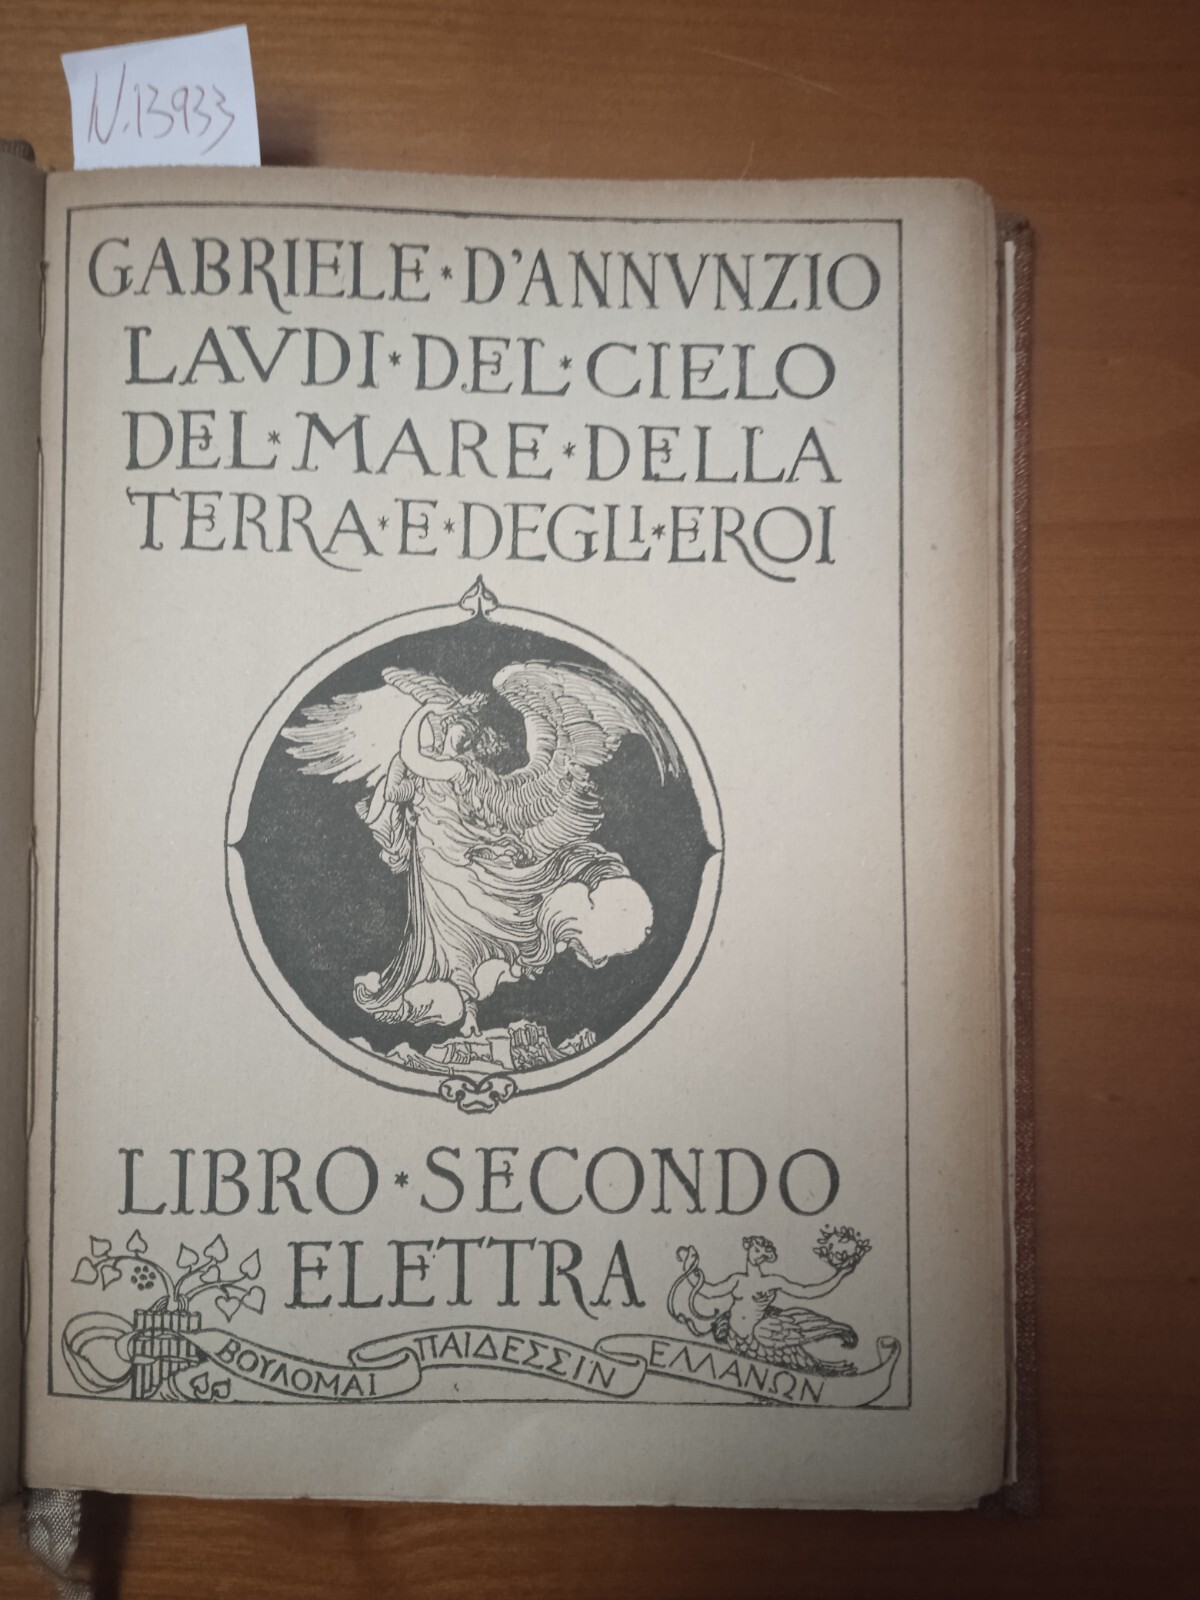 N. 13933
GABRIELE * D'ANNVNZIO
LAVDI * DEL * CIELO
DEL * MARE * DELLA
TERRA * E * DEGLI * EROI
LIBRO * SECONDO
ELETTRA
ΒΟΥΛΟΜΑΙ ΠΑΙΔΕΣΣΙΝ ΕΛΛΑΝΩΝ